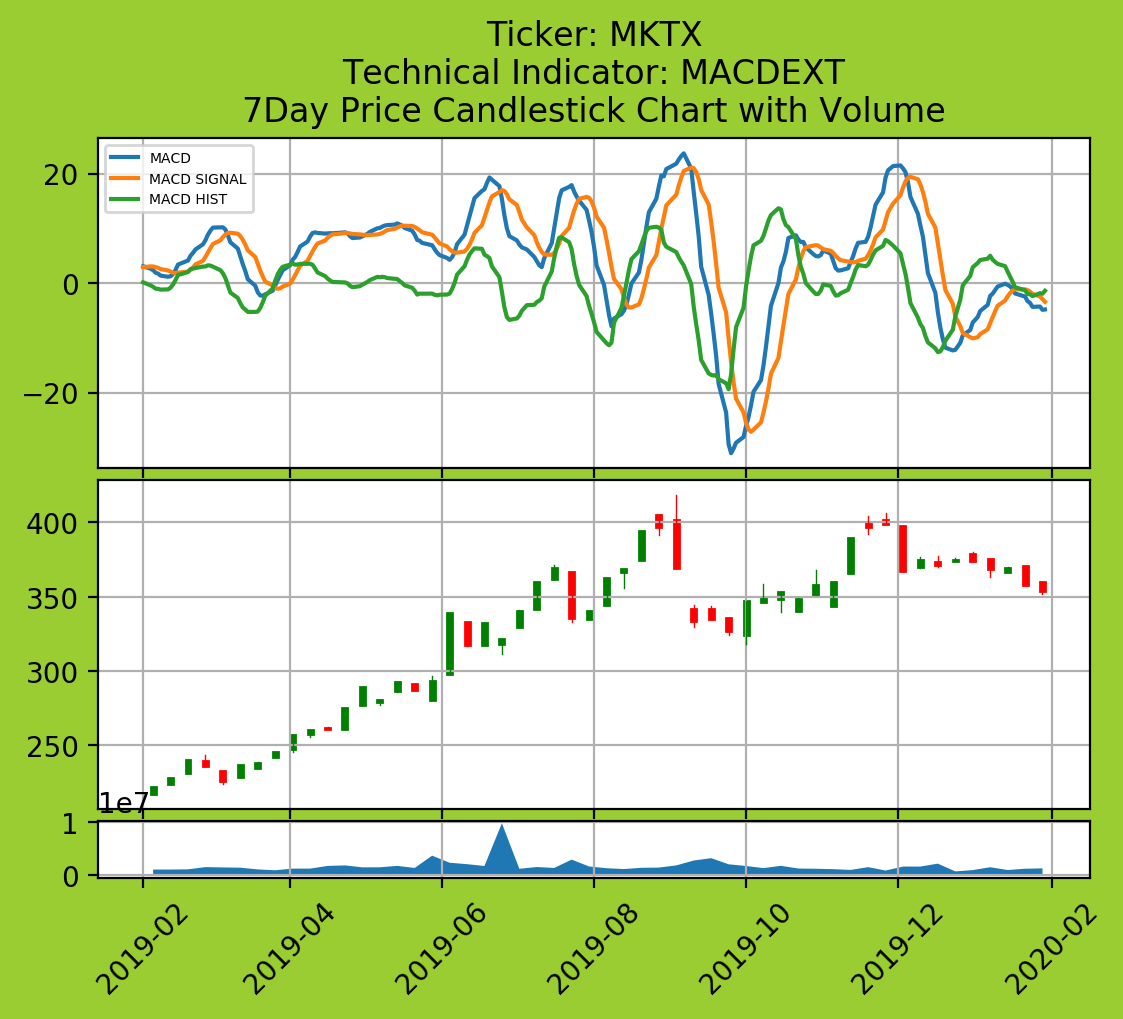 Ticker: MKTX
Technical Indicator: MACDEXT
7Day Price Candlestick Chart with Volume
MACD
MACD SIGNAL
MACD HIST
20
0
−20
400
350
300
250
1e7
1
0
2019-02
2019-04
2019-06
2019-08
2019-10
2019-12
2020-02